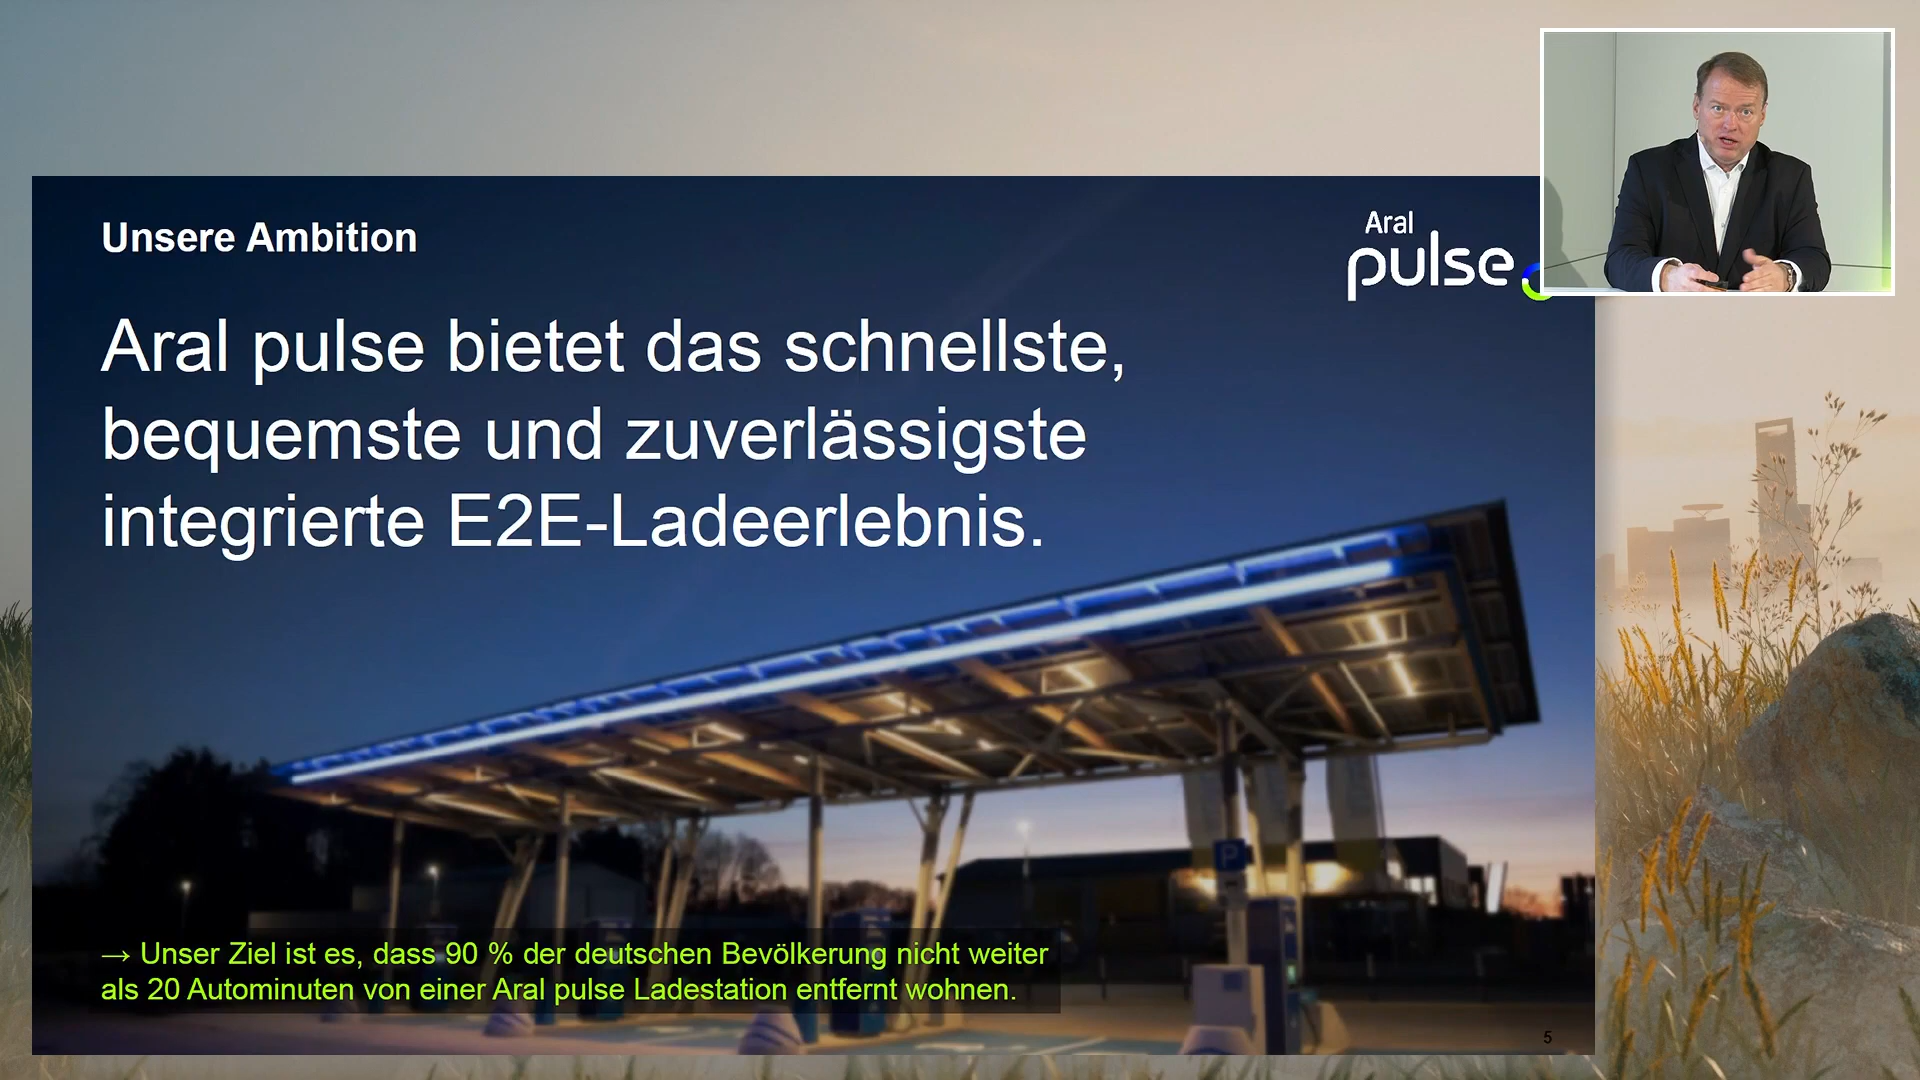 Unsere Ambition
Aral
pulse
Aral pulse bietet das schnellste,
bequemste und zuverlässigste
integrierte E2E-Ladeerlebnis.
P
→ Unser Ziel ist es, dass 90 % der deutschen Bevölkerung nicht weiter
als 20 Autominuten von einer Aral pulse Ladestation entfernt wohnen.
5